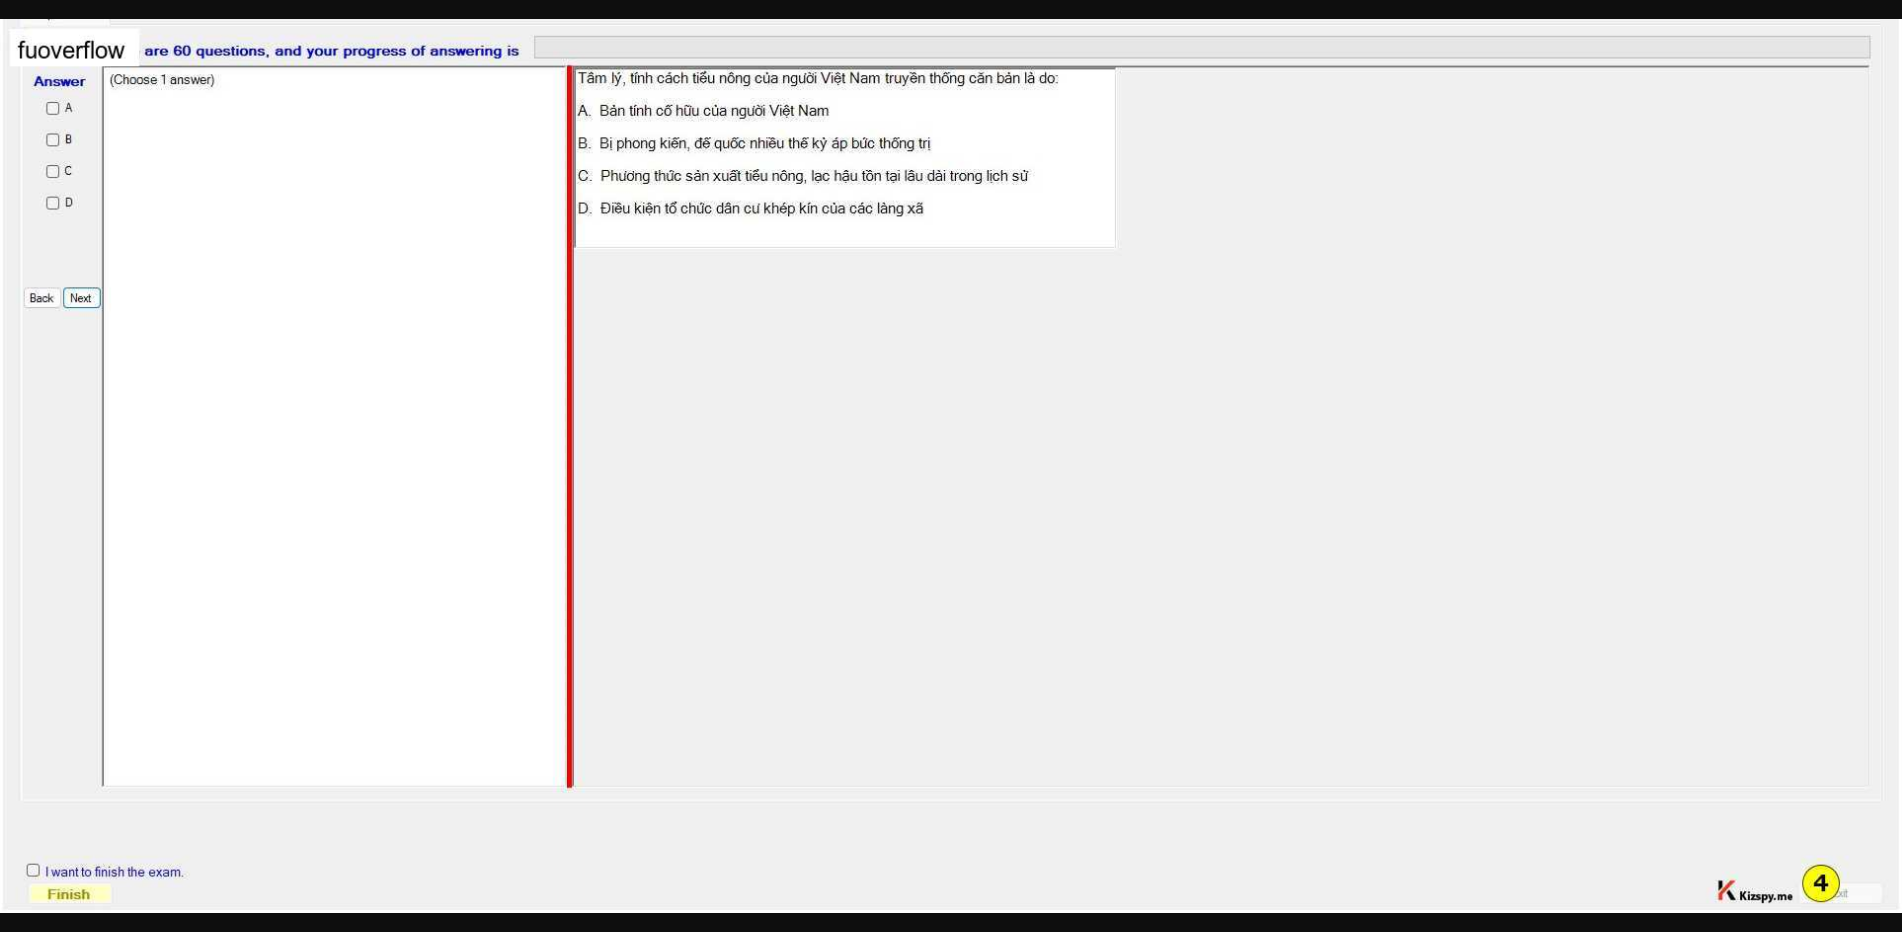 fuoverflow are 60 questions, and your progress of answering is
Answer
A
B
C
D
Back Next
(Choose 1 answer)
Tâm lý, tính cách tiểu nông của người Việt Nam truyền thống căn bản là do:
A. Bản tính cố hữu của người Việt Nam
B. Bị phong kiến, đế quốc nhiều thế kỷ áp bức thống trị
C. Phương thức sản xuất tiểu nông, lạc hậu tồn tại lâu dài trong lịch sử
D. Điều kiện tổ chức dân cư khép kín của các làng xã
I want to finish the exam.
Finish
Kizspy.me
4